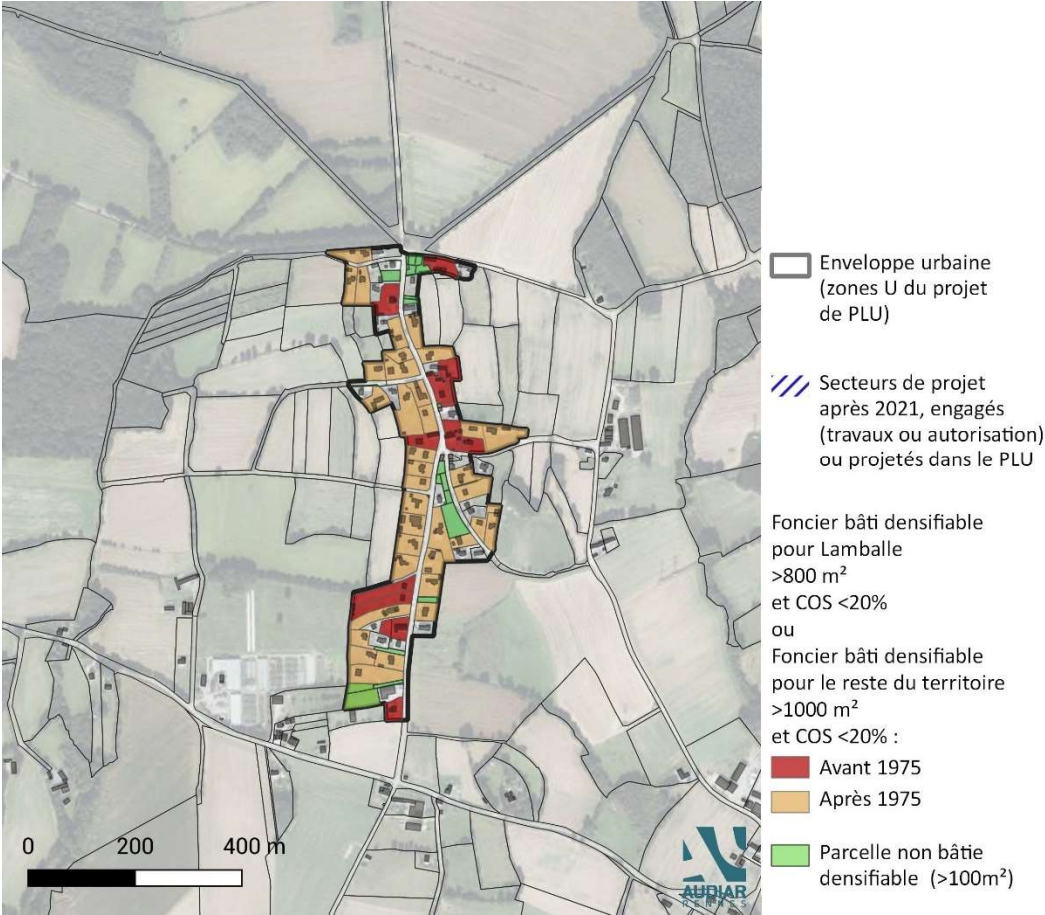 Enveloppe urbaine
(zones U du projet
de PLU)
Secteurs de projet
après 2021, engagés
(travaux ou autorisation)
ou projetés dans le PLU
Foncier bâti densifiable
pour Lamballe
>800 m²
et COS <20%
ou
Foncier bâti densifiable
pour le reste du territoire
>1000 m²
et COS <20% :
Avant 1975
Après 1975
Parcelle non bâtie
densifiable (>100m²)
0 200 400 m
AUDIAR
RENNES